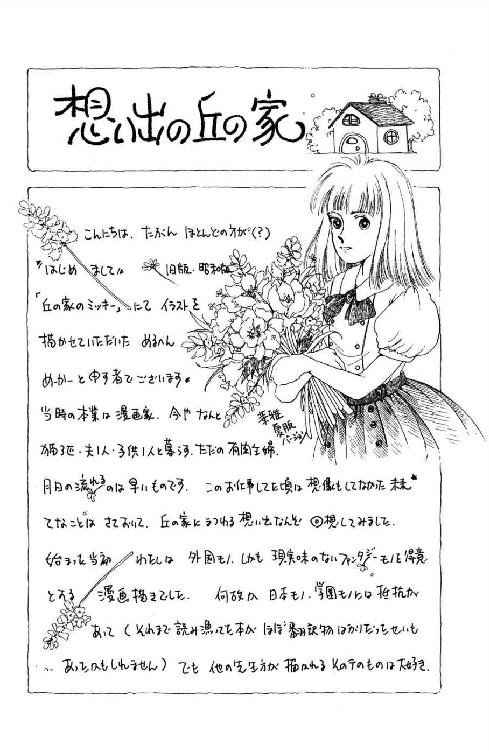 想い出の丘の家
こんにちは、たぶん ほとんどの方が(?)
"はじめ まして" 旧版・昭和版
「丘の家のミッキー」にて イラストを
描かせていただいた めるへん
めーかーと申す者でございます。
当時の本業は漫画家、今や なんと
猫3匹・夫1人・子供1人と暮らす、ただの 有閑主婦。
華雅
夏服
バージョン
月日の流れるのは早いものです。このお仕事してた頃は 想像もしてなかった 未来
てなことは さておいて、丘の家にまつわる 想い出なんぞ 回想してみました。
始まった当初 わたしは 外国もの、しかも 現実味のないファンタジーものを得意
とする 漫画描きでした。 何故か 日本もの、学園ものには 抵抗が
あって(それまで 読み漁ってた本が ほぼ翻訳物ばかりだったせいも
あったかもしれません)でも 他の先生方が 描かれる そのテのものは大好き、